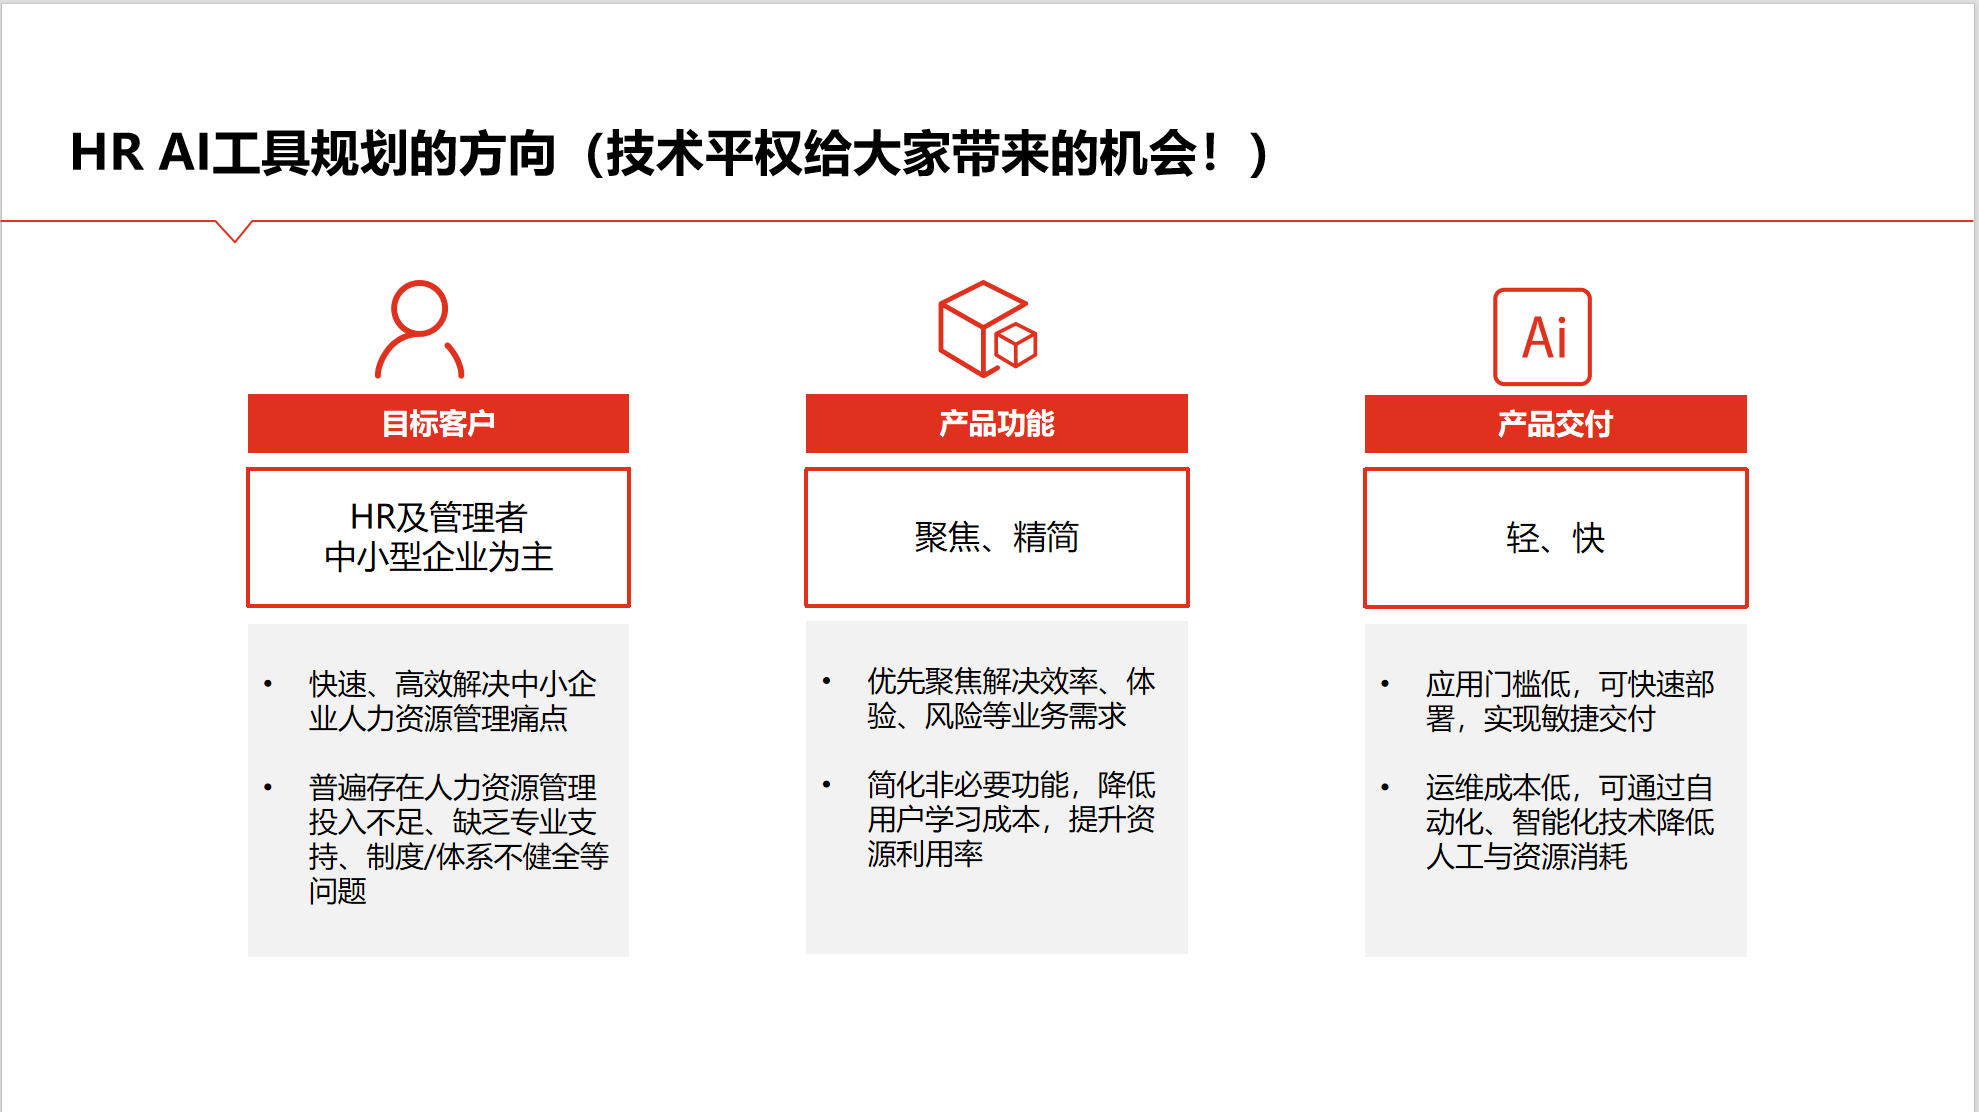 HR AI工具规划的方向（技术平权给大家带来的机会！）
目标客户
HR及管理者
中小型企业为主
• 快速、高效解决中小企
业人力资源管理痛点
• 普遍存在人力资源管理
投入不足、缺乏专业支
持、制度/体系不健全等
问题
产品功能
聚焦、精简
• 优先聚焦解决效率、体
验、风险等业务需求
• 简化非必要功能，降低
用户学习成本，提升资
源利用率
Ai
产品交付
轻、快
• 应用门槛低，可快速部
署，实现敏捷交付
• 运维成本低，可通过自
动化、智能化技术降低
人工与资源消耗